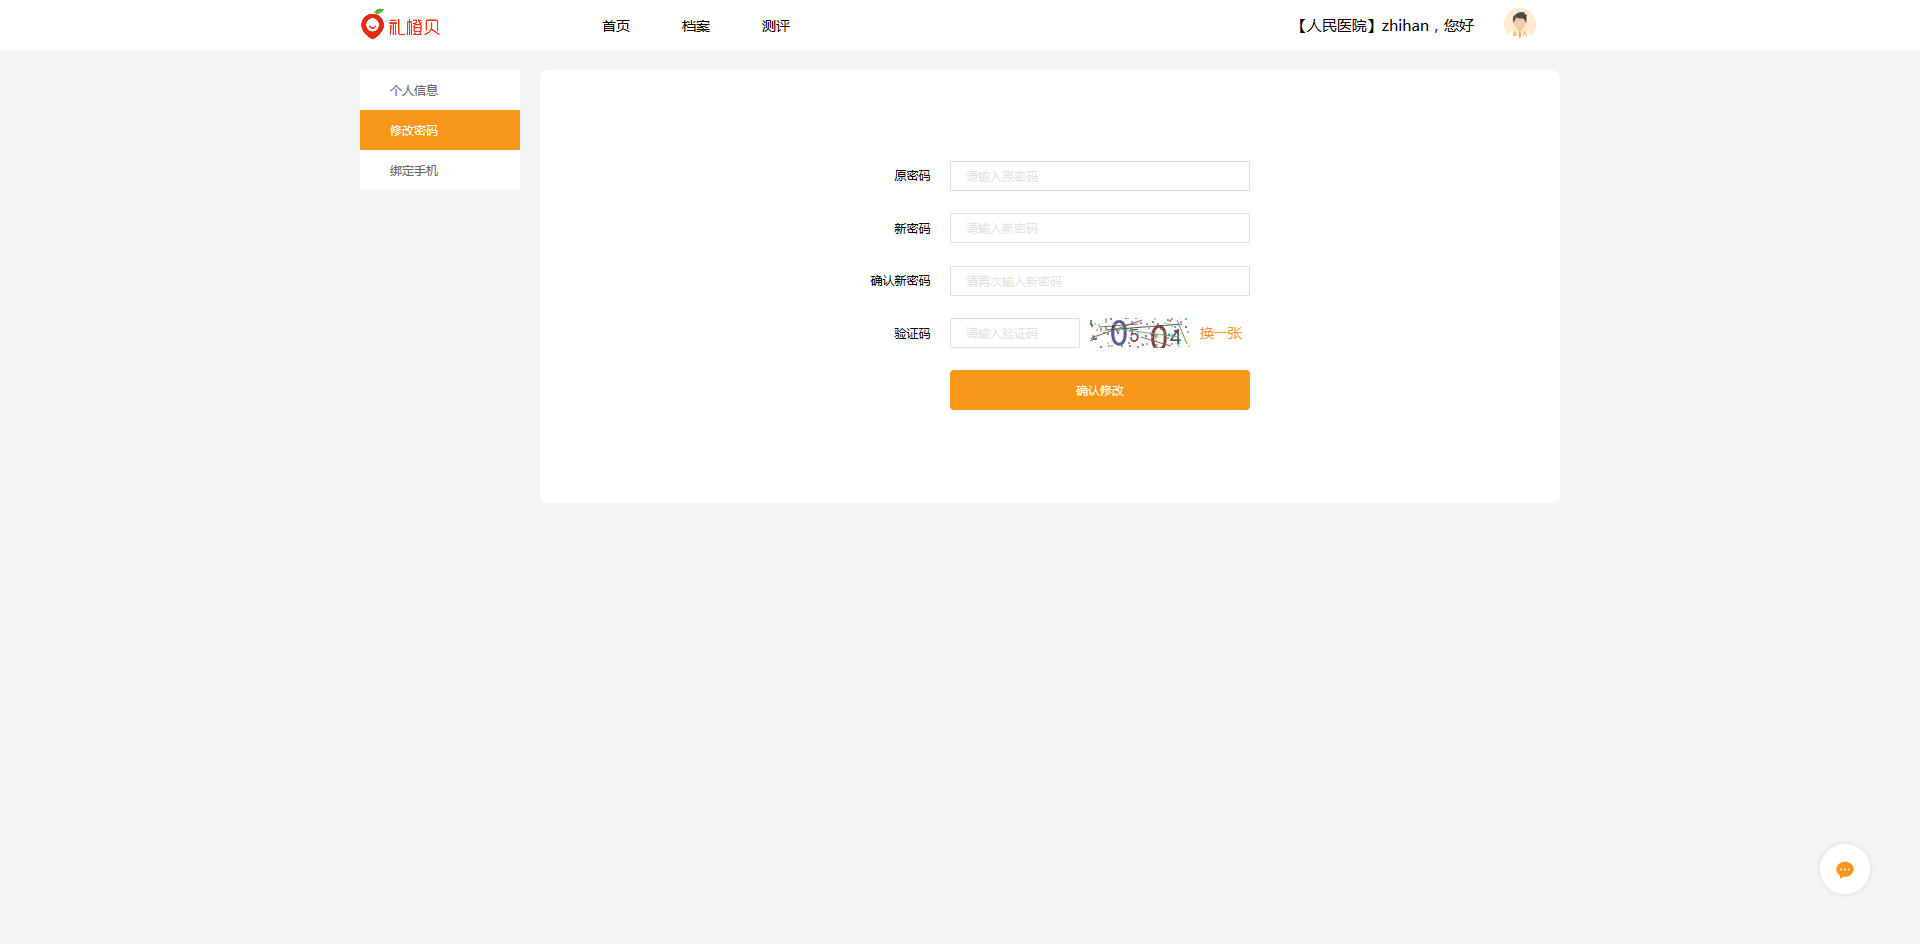 礼橙贝
首页
档案
测评
【人民医院】zhihan，您好
个人信息
修改密码
绑定手机
原密码
请输入原密码
新密码
请输入新密码
确认新密码
请再次输入新密码
验证码
请输入验证码
0504
换一张
确认修改